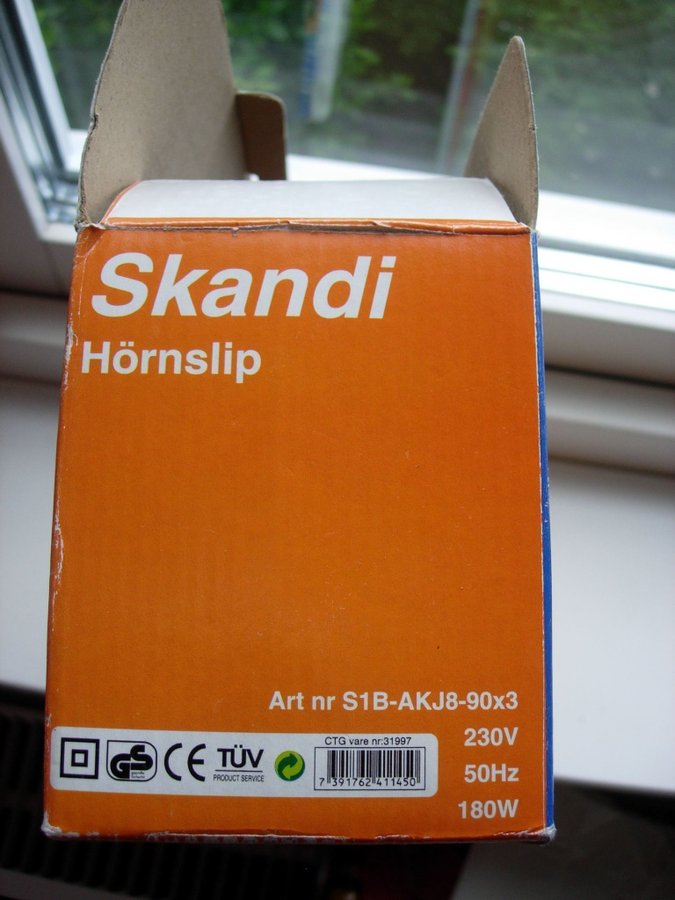 Skandi
Hörnslip
Art nr S1B-AKJ8-90x3
230V
50Hz
180W
CTG vare nr:31997
GS
CE
TÜV
PRODUCT SERVICE
7 391762 411450